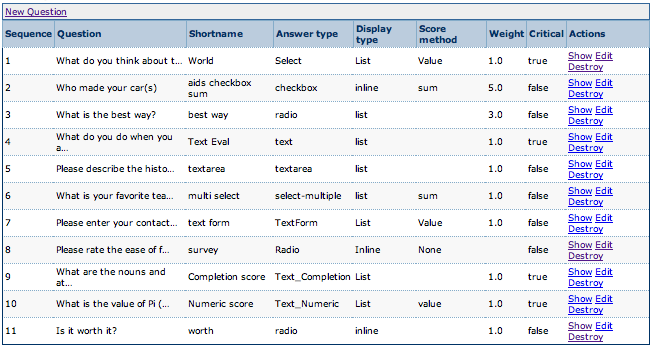 New Question
Sequence Question Shortname Answer type Display type Score method Weight Critical Actions
1 What do you think about t... World Select List Value 1.0 true Show Edit Destroy
2 Who made your car(s) aids checkbox sum checkbox inline sum 5.0 false Show Edit Destroy
3 What is the best way? best way radio list 3.0 false Show Edit Destroy
4 What do you do when you a... Text Eval text list 1.0 true Show Edit Destroy
5 Please describe the histo... textarea textarea list 1.0 false Show Edit Destroy
6 What is your favorite tea... multi select select-multiple list sum 1.0 false Show Edit Destroy
7 Please enter your contact... text form TextForm List Value 1.0 true Show Edit Destroy
8 Please rate the ease of f... survey Radio Inline None false Show Edit Destroy
9 What are the nouns and at... Completion score Text_Completion List 1.0 true Show Edit Destroy
10 What is the value of Pi (... Numeric score Text_Numeric List value 1.0 true Show Edit Destroy
11 Is it worth it? worth radio inline 1.0 false Show Edit Destroy